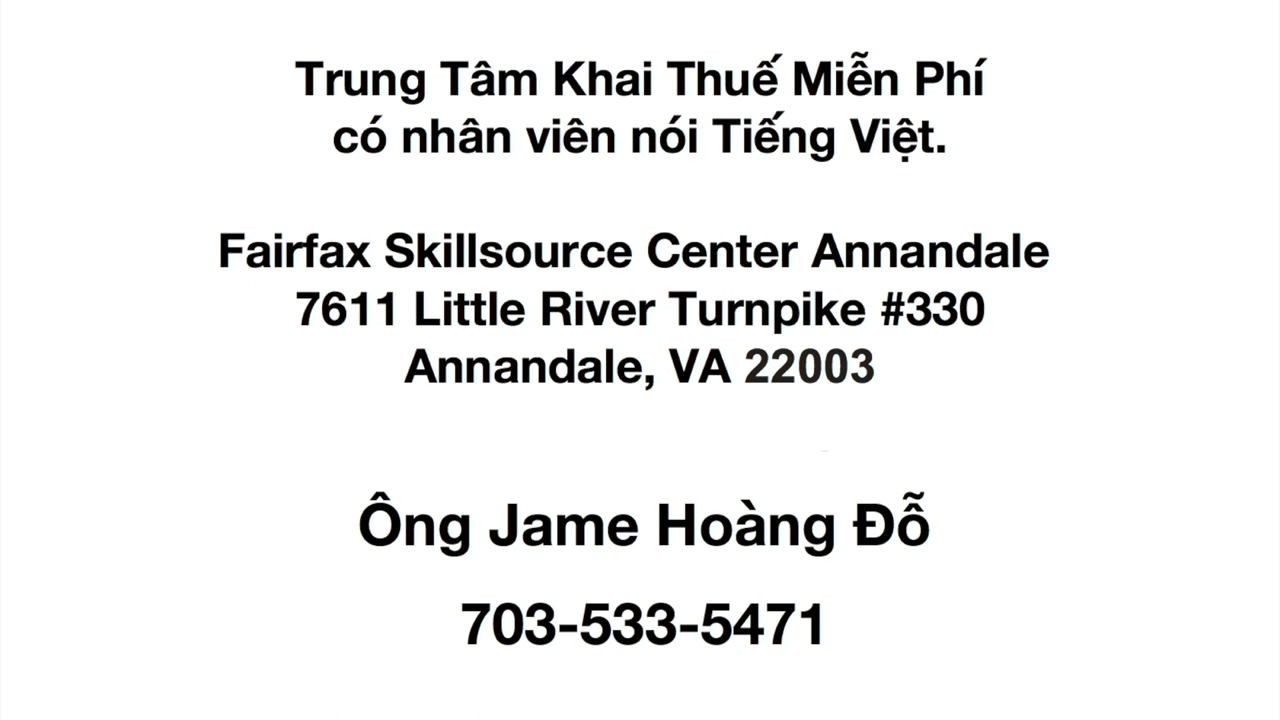 Trung Tâm Khai Thuế Miễn Phí
có nhân viên nói Tiếng Việt.
Fairfax Skillsource Center Annandale
7611 Little River Turnpike #330
Annandale, VA 22003
Ông Jame Hoàng Đỗ
703-533-5471